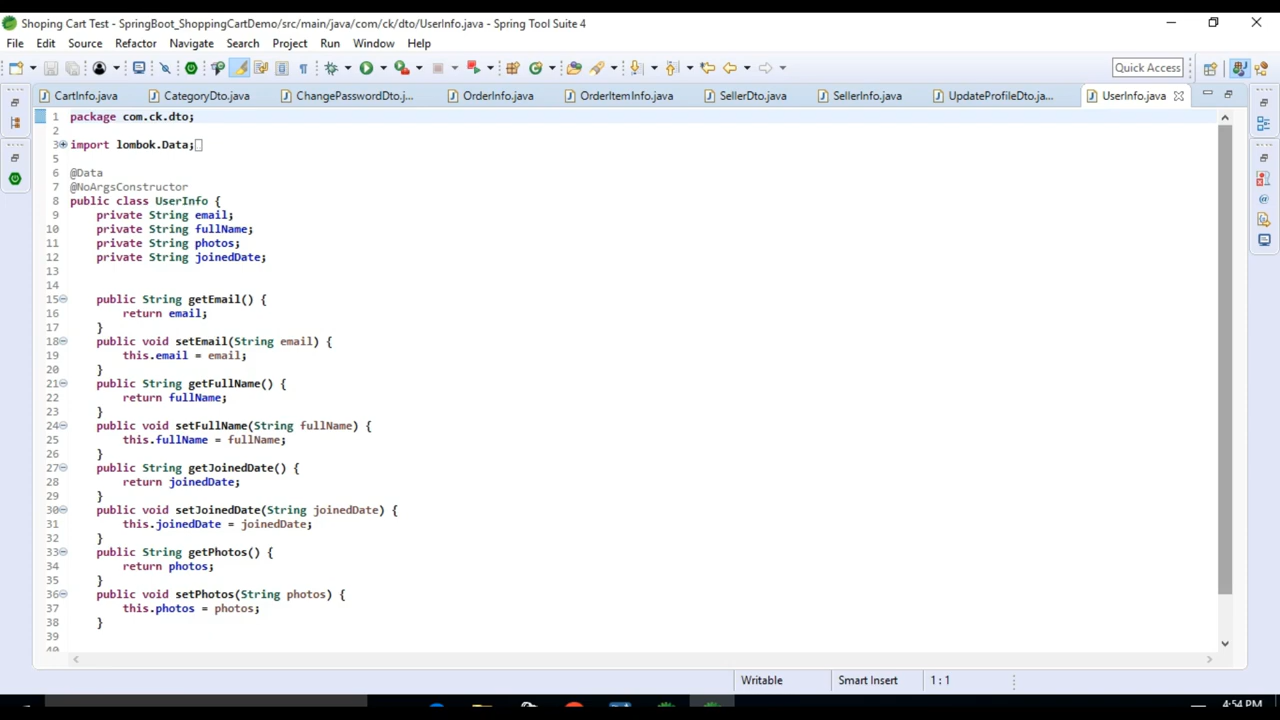 Shoping Cart Test - SpringBoot_ShoppingCartDemo/src/main/java/com/ck/dto/UserInfo.java - Spring Tool Suite 4
File Edit Source Refactor Navigate Search Project Run Window Help
Quick Access
CartInfo.java CategoryDto.java ChangePasswordDto.j... OrderInfo.java OrderItemInfo.java SellerDto.java SellerInfo.java UpdateProfileDto.ja... UserInfo.java
1 package com.ck.dto;
2
3 import lombok.Data;
5
6 @Data
7 @NoArgsConstructor
8 public class UserInfo {
9 private String email;
10 private String fullName;
11 private String photos;
12 private String joinedDate;
13
14
15 public String getEmail() {
16 return email;
17 }
18 public void setEmail(String email) {
19 this.email = email;
20 }
21 public String getFullName() {
22 return fullName;
23 }
24 public void setFullName(String fullName) {
25 this.fullName = fullName;
26 }
27 public String getJoinedDate() {
28 return joinedDate;
29 }
30 public void setJoinedDate(String joinedDate) {
31 this.joinedDate = joinedDate;
32 }
33 public String getPhotos() {
34 return photos;
35 }
36 public void setPhotos(String photos) {
37 this.photos = photos;
38 }
39
40
Writable Smart Insert 1 : 1
4:54 PM